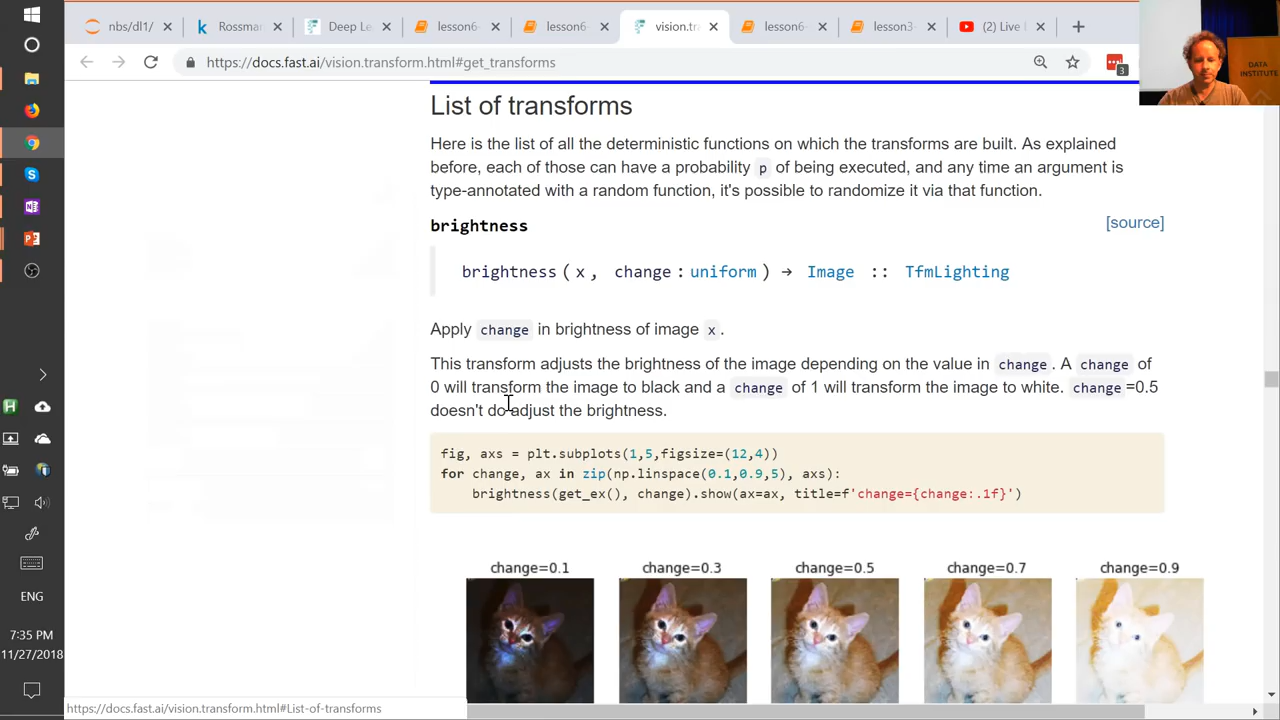 nbs/dl1/
Rossman
Deep Le
lesson6-
lesson6-
vision.tr
lesson6-
lesson3-
(2) Live
https://docs.fast.ai/vision.transform.html#get_transforms
3
DATA
INSTITUTE
List of transforms
Here is the list of all the deterministic functions on which the transforms are built. As explained
before, each of those can have a probability p of being executed, and any time an argument is
type-annotated with a random function, it's possible to randomize it via that function.
brightness
[source]
brightness(x, change:uniform) → Image :: TfmLighting
Apply change in brightness of image x.
This transform adjusts the brightness of the image depending on the value in change. A change of
0 will transform the image to black and a change of 1 will transform the image to white. change=0.5
doesn't do adjust the brightness.
fig, axs = plt.subplots(1,5,figsize=(12,4))
for change, ax in zip(np.linspace(0.1,0.9,5), axs):
    brightness(get_ex(), change).show(ax=ax, title=f'change={change:.1f}')
change=0.1
change=0.3
change=0.5
change=0.7
change=0.9
ENG
7:35 PM
11/27/2018
https://docs.fast.ai/vision.transform.html#List-of-transforms